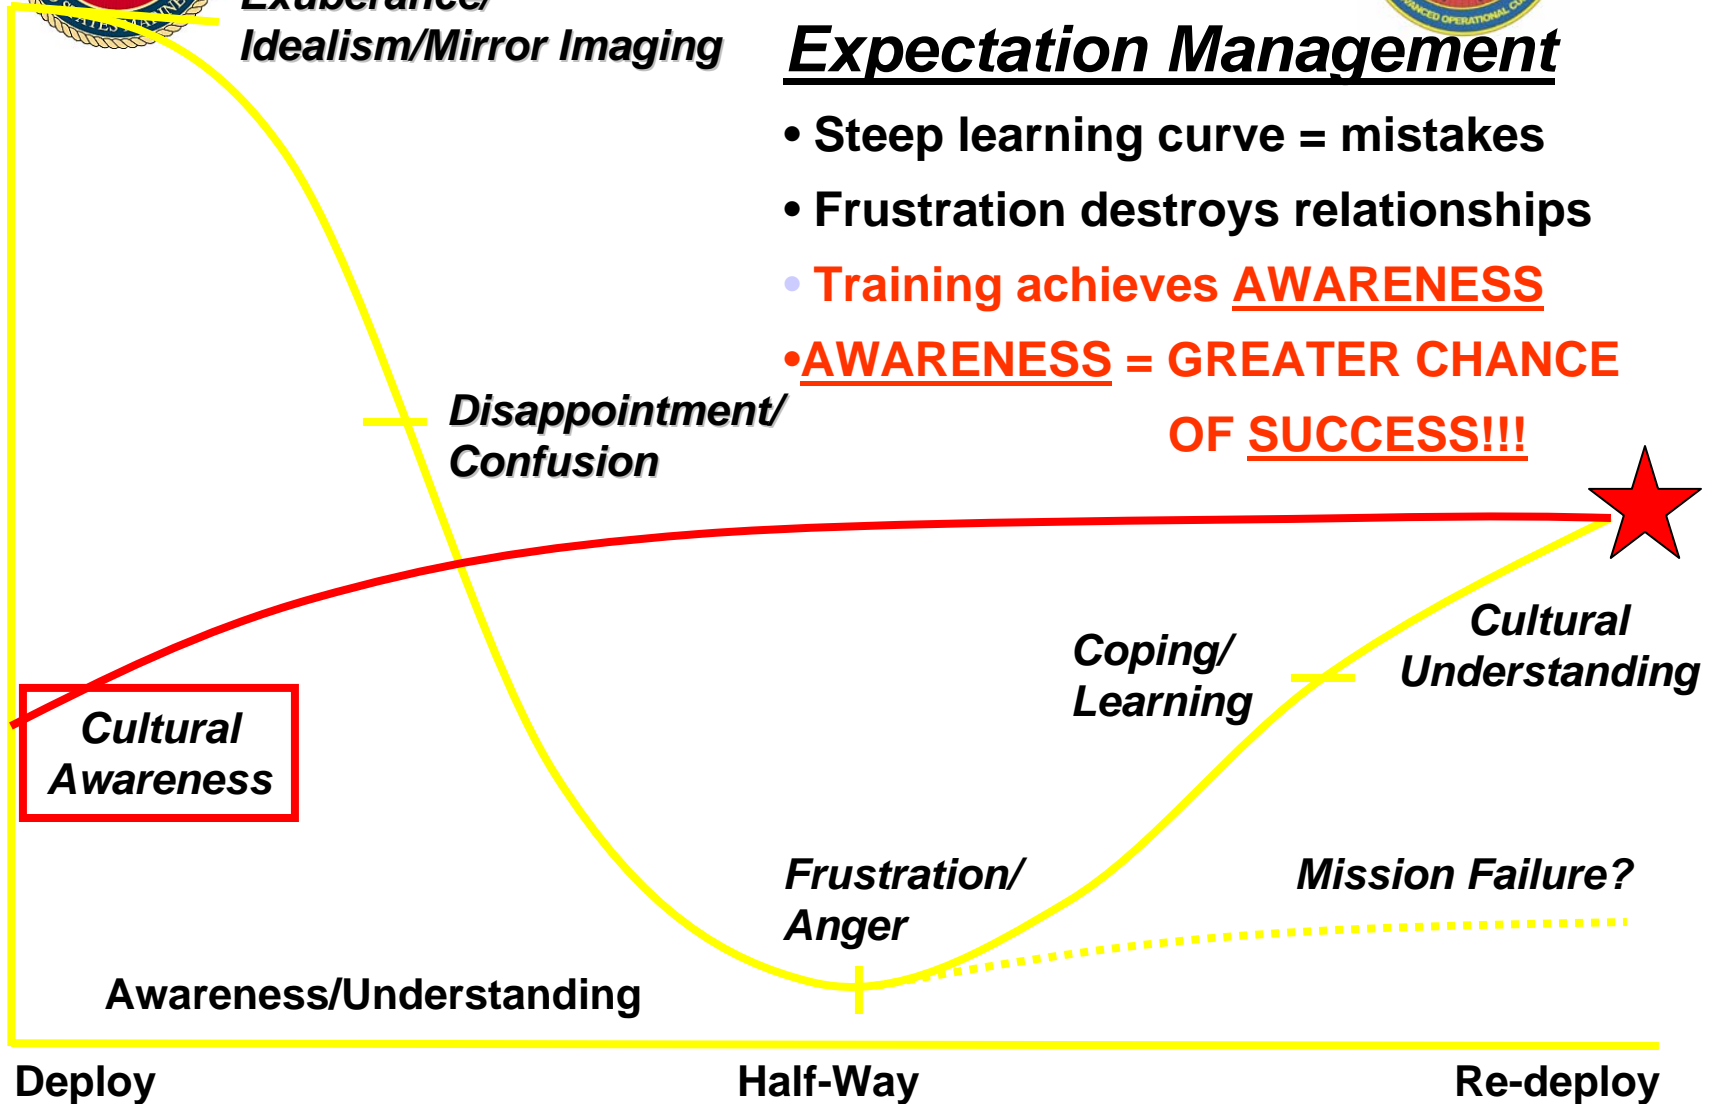 Exuberance/
Idealism/Mirror Imaging
Expectation Management
• Steep learning curve = mistakes
• Frustration destroys relationships
• Training achieves AWARENESS
•AWARENESS = GREATER CHANCE
OF SUCCESS!!!
Disappointment/
Confusion
Cultural
Awareness
Coping/
Learning
Cultural
Understanding
Frustration/
Anger
Mission Failure?
Awareness/Understanding
Deploy
Half-Way
Re-deploy